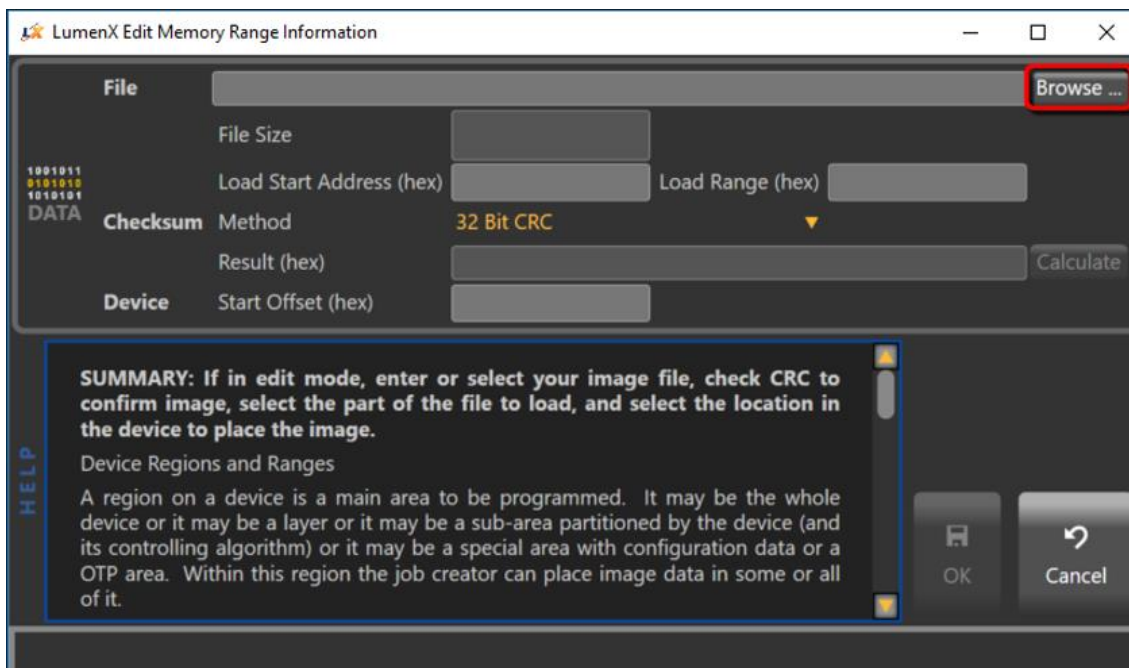 LumenX Edit Memory Range Information
File
Browse ...
File Size
1001011
0101010
1010101
DATA
Load Start Address (hex)
Load Range (hex)
Checksum Method
32 Bit CRC
Result (hex)
Calculate
Device Start Offset (hex)
HELP
SUMMARY: If in edit mode, enter or select your image file, check CRC to
confirm image, select the part of the file to load, and select the location in
the device to place the image.
Device Regions and Ranges
A region on a device is a main area to be programmed. It may be the whole
device or it may be a layer or it may be a sub-area partitioned by the device (and
its controlling algorithm) or it may be a special area with configuration data or a
OTP area. Within this region the job creator can place image data in some or all
of it.
OK
Cancel